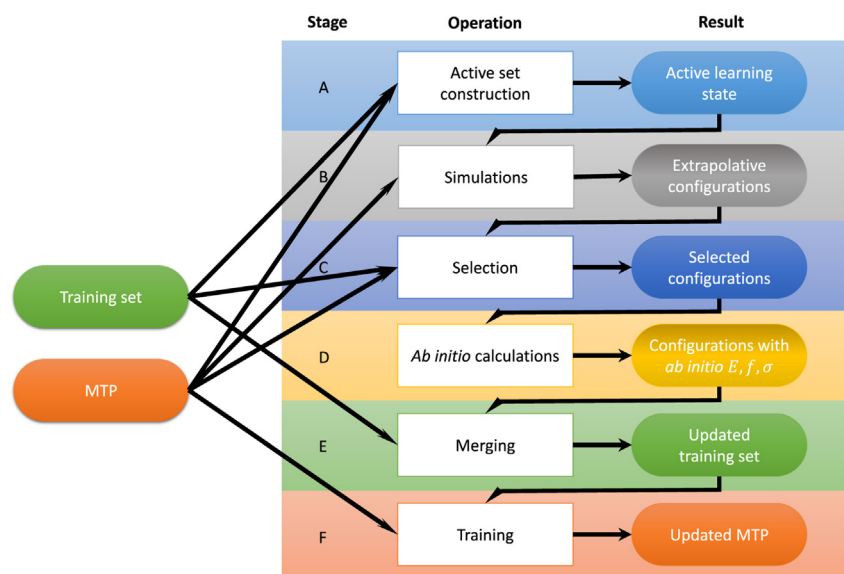 Stage Operation Result
A
Active set
construction
Active learning
state
B
Simulations
Extrapolative
configurations
Training set
C
Selection
Selected
configurations
MTP
D
Ab initio calculations
Configurations with
ab initio E, f, σ
E
Merging
Updated
training set
F
Training
Updated MTP